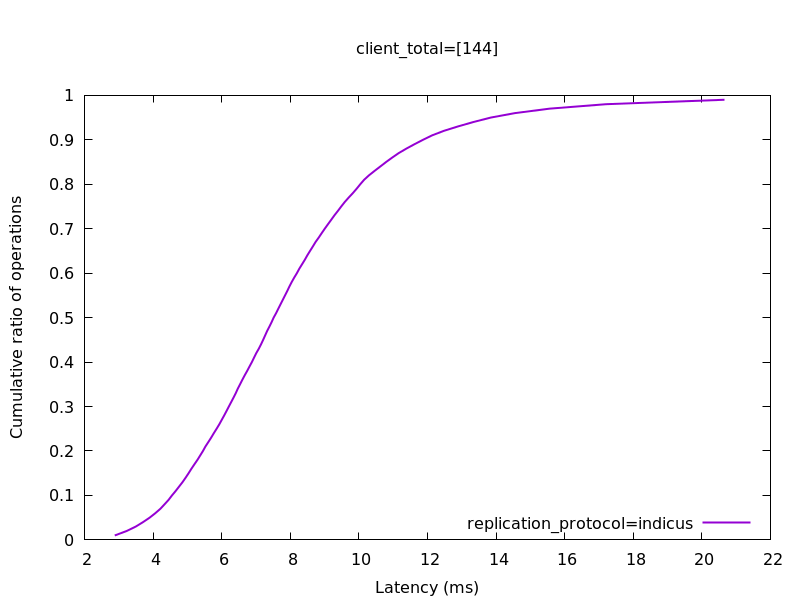 client_total=[144]
1
0.9
0.8
0.7
0.6
0.5
0.4
0.3
0.2
0.1
0
Cumulative ratio of operations
replication_protocol=indicus
2 4 6 8 10 12 14 16 18 20 22
Latency (ms)